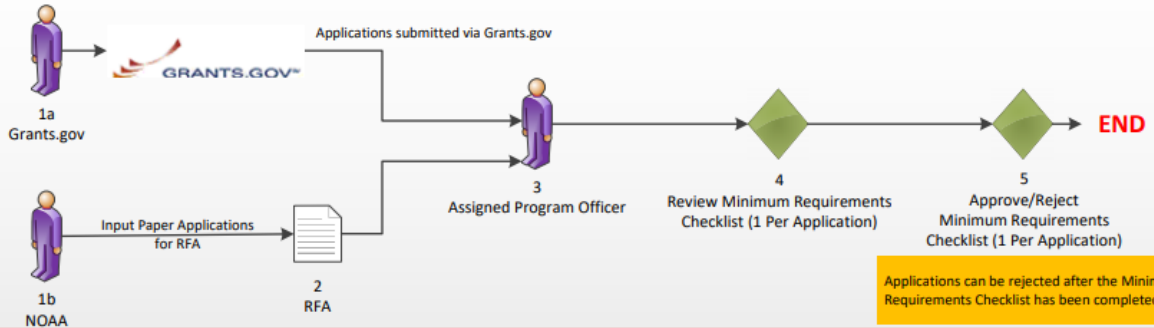 Applications submitted via Grants.gov
GRANTS.GOV℠
1a
Grants.gov
3
Assigned Program Officer
4
Review Minimum Requirements
Checklist (1 Per Application)
5
Approve/Reject
Minimum Requirements
Checklist (1 Per Application)
END
Input Paper Applications
for RFA
1b
NOAA
2
RFA
Applications can be rejected after the
Requirements Checklist has been completed